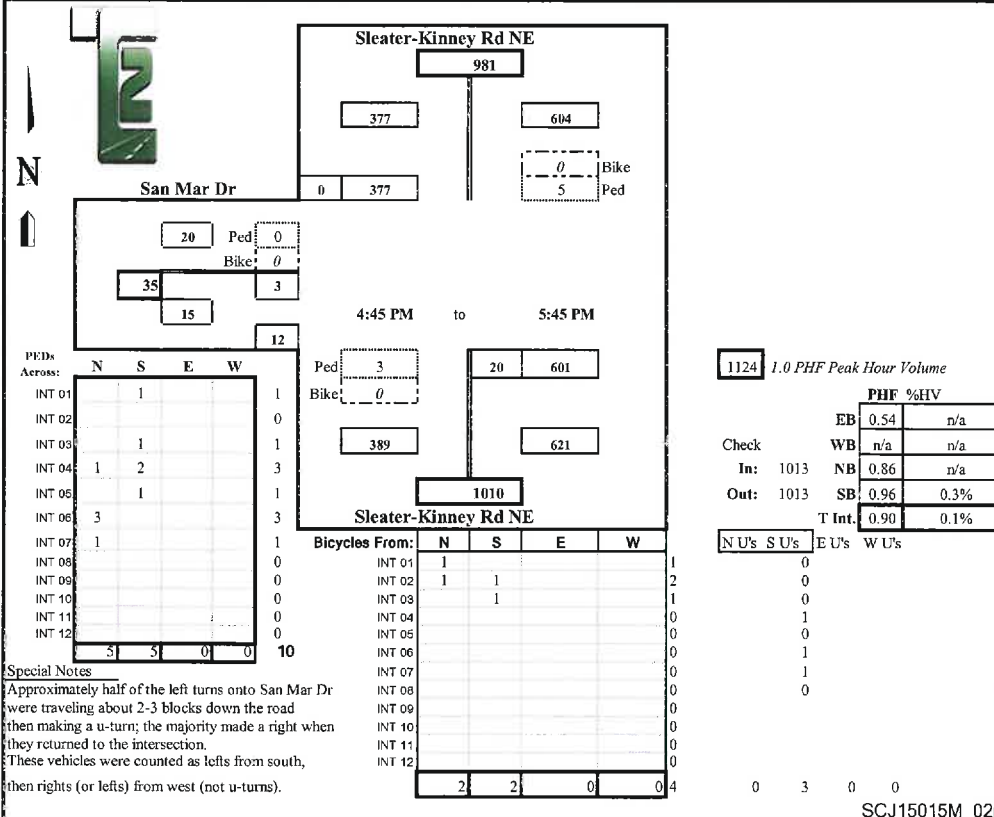 Sleater-Kinney Rd NE
981
377 604
0 Bike
San Mar Dr 0 377 5 Ped
N
20 Ped 0
Bike 0
35 3
15 4:45 PM to 5:45 PM
12
PEDs
Across: N S E W Ped 3 20 601
1124 1.0 PHF Peak Hour Volume
INT 01 1 1 Bike 0
PHF %HV
INT 02 0
EB 0.54 n/a
INT 03 1 1 389 621 Check WB n/a n/a
INT 04 1 2 3 In: 1013 NB 0.86 n/a
INT 05 1 1 1010 Out: 1013 SB 0.96 0.3%
INT 06 3 3 Sleater-Kinney Rd NE T Int. 0.90 0.1%
INT 07 1 1 Bicycles From: N S E W N U's S U's E U's W U's
INT 08 0 INT 01 1 1 0
INT 09 0 INT 02 1 1 2 0
INT 10 0 INT 03 1 1 0
INT 11 0 INT 04 0 1
INT 12 0 INT 05 0 0
5 5 0 0 10 INT 06 0 1
Special Notes INT 07 0 1
Approximately half of the left turns onto San Mar Dr INT 08 0 0
were traveling about 2-3 blocks down the road INT 09 0
then making a u-turn; the majority made a right when INT 10 0
they returned to the intersection. INT 11 0
These vehicles were counted as lefts from south, INT 12 0
then rights (or lefts) from west (not u-turns). 2 2 0 0 4 0 3 0 0
SCJ15015M_02